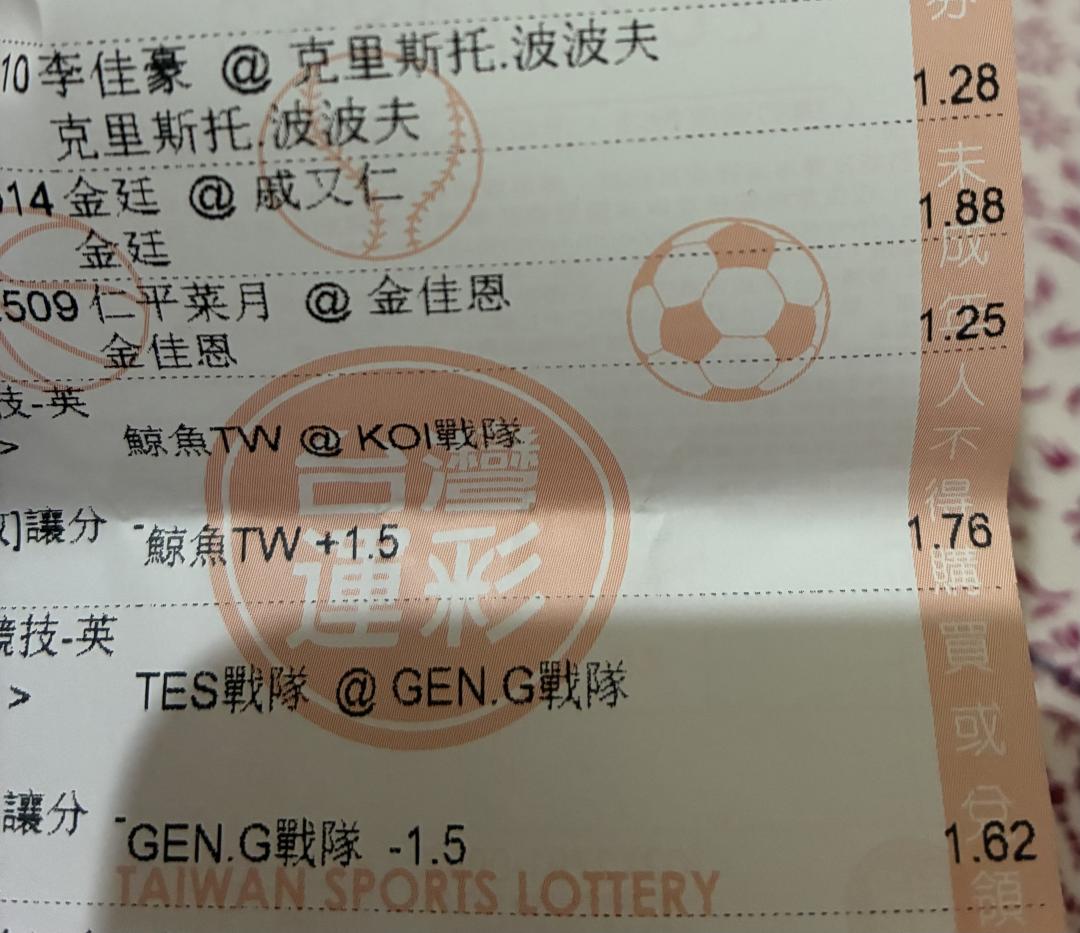 10 李佳豪 @ 克里斯托.波波夫
克里斯托.波波夫 1.28
014 金廷 @ 戚又仁
金廷 1.88
2509 仁平菜月 @ 金佳恩
金佳恩 1.25
技-英
> 鯨魚TW @ KOI戰隊
]讓分 - 鯨魚TW +1.5 1.76
競技-英
> TES戰隊 @ GEN.G戰隊
讓分 - GEN.G戰隊 -1.5 1.62
台灣
運彩
TAIWAN SPORTS LOTTERY
未成年人不得購買或兌領